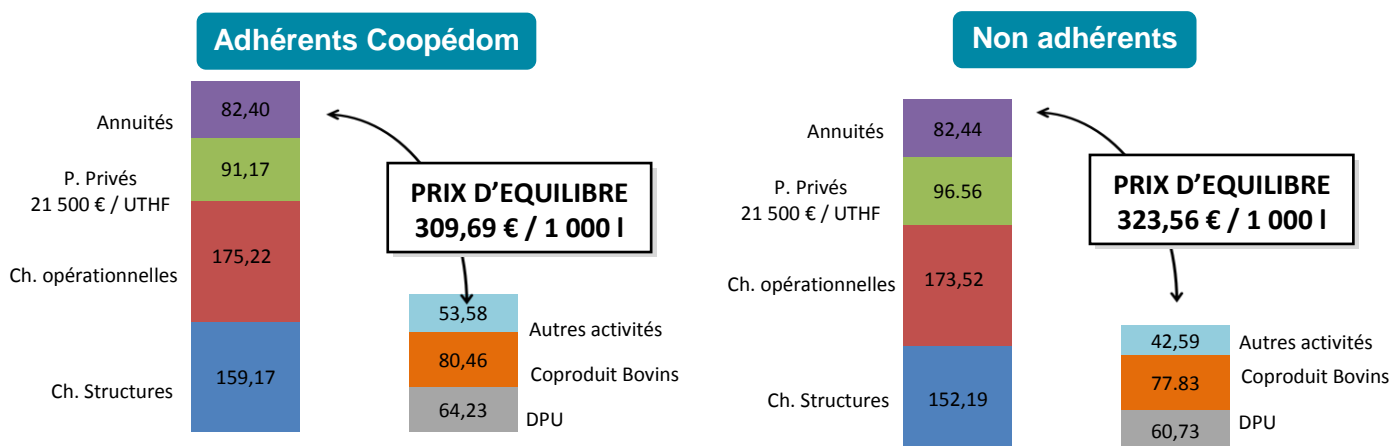 Adhérents Coopédom
Annuités
82,40
P. Privés
21 500 € / UTHF
91,17
Ch. opérationnelles
175,22
Ch. Structures
159,17
PRIX D’EQUILIBRE
309,69 € / 1 000 l
53,58
Autres activités
80,46
Coproduit Bovins
64,23
DPU
Non adhérents
Annuités
82,44
P. Privés
21 500 € / UTHF
96.56
Ch. opérationnelles
173,52
Ch. Structures
152,19
PRIX D’EQUILIBRE
323,56 € / 1 000 l
42,59
Autres activités
77.83
Coproduit Bovins
60,73
DPU